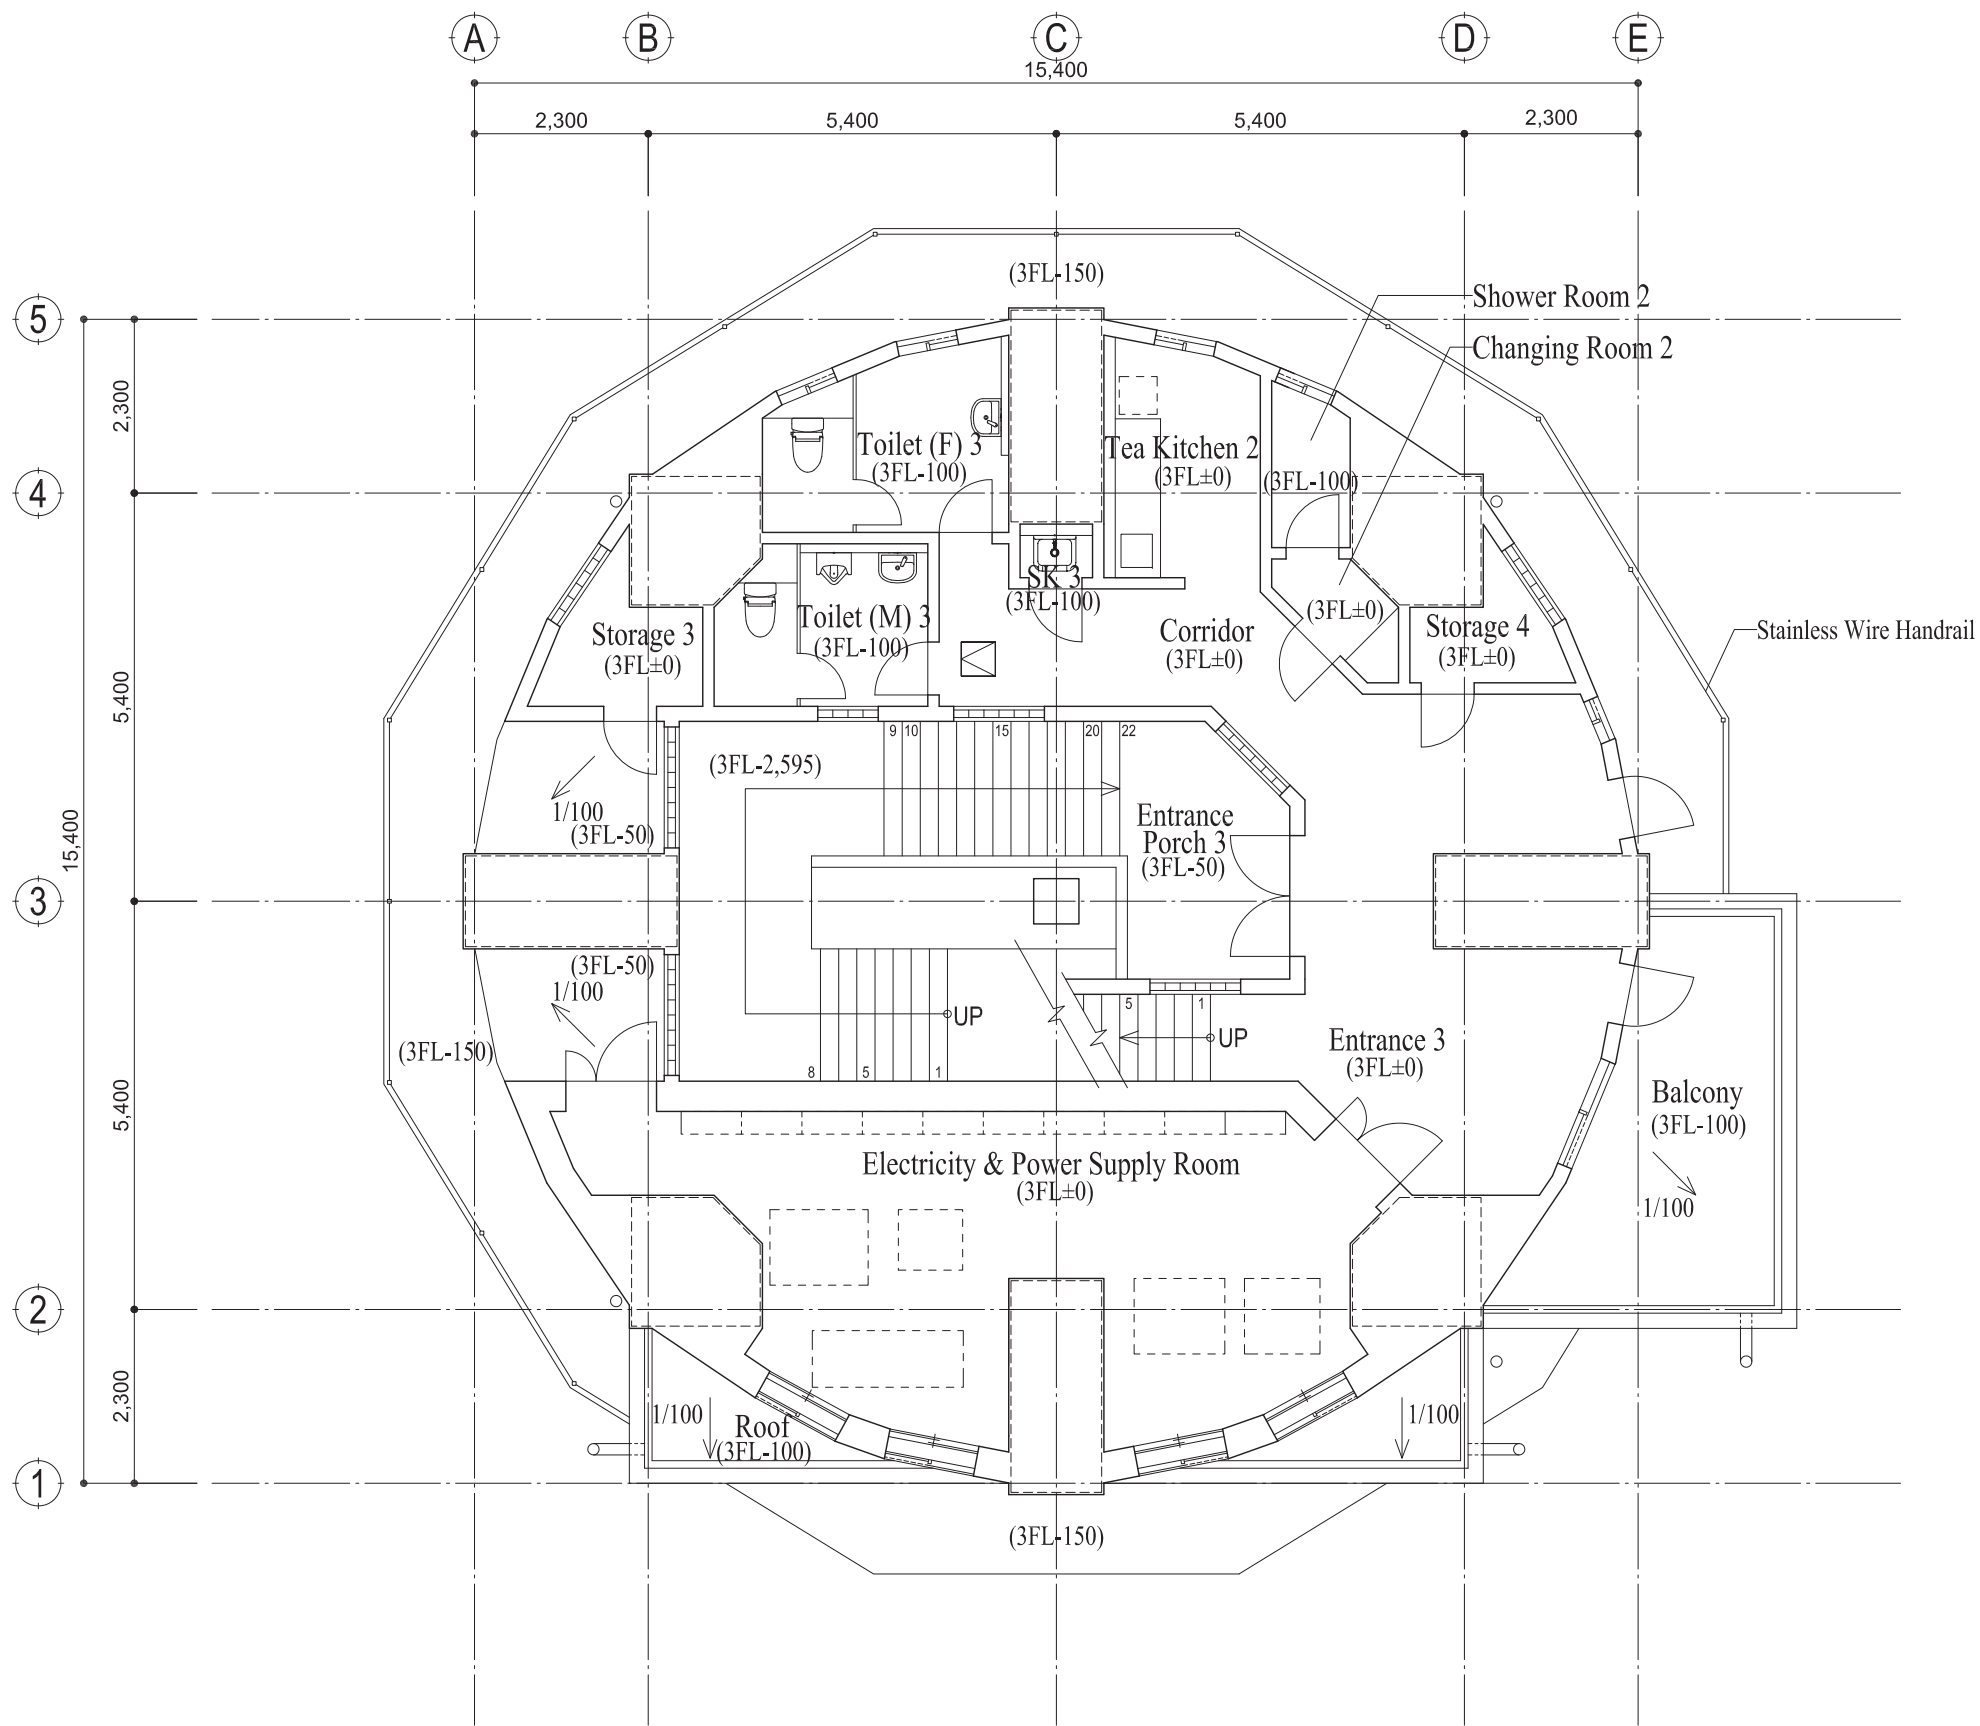 A B C D E
15,400
2,300 5,400 5,400 2,300
(3FL-150)
5
Shower Room 2
Changing Room 2
2,300
Toilet (F) 3
(3FL-100)
Tea Kitchen 2
(3FL±0)
(3FL-100)
4
SK 3
(3FL-100)
(3FL±0)
Toilet (M) 3
(3FL-100)
Storage 3
(3FL±0)
Corridor
(3FL±0)
Storage 4
(3FL±0)
Stainless Wire Handrail
5,400
9 10 15 20 22
(3FL-2,595)
1/100
(3FL-50)
Entrance
Porch 3
(3FL-50)
15,400
3
(3FL-50)
1/100
UP
5 1
UP
(3FL-150)
Entrance 3
(3FL±0)
8 5 1
5,400
Balcony
(3FL-100)
1/100
Electricity & Power Supply Room
(3FL±0)
2
2,300
1/100
Roof
(3FL-100)
1/100
1
(3FL-150)